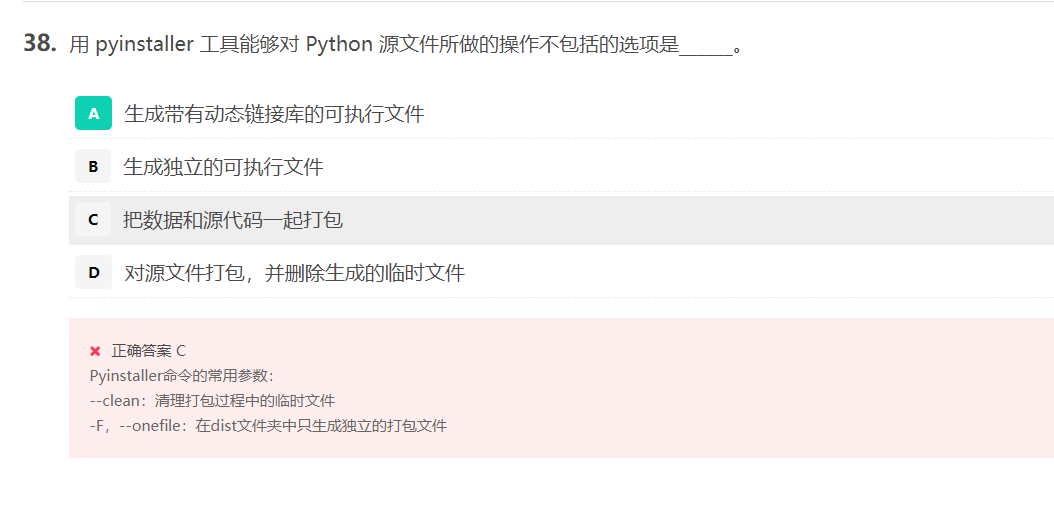 38. 用 pyinstaller 工具能够对 Python 源文件所做的操作不包括的选项是______。
A 生成带有动态链接库的可执行文件
B 生成独立的可执行文件
C 把数据和源代码一起打包
D 对源文件打包，并删除生成的临时文件
✖ 正确答案 C
Pyinstaller命令的常用参数：
--clean：清理打包过程中的临时文件
-F，--onefile：在dist文件夹中只生成独立的打包文件